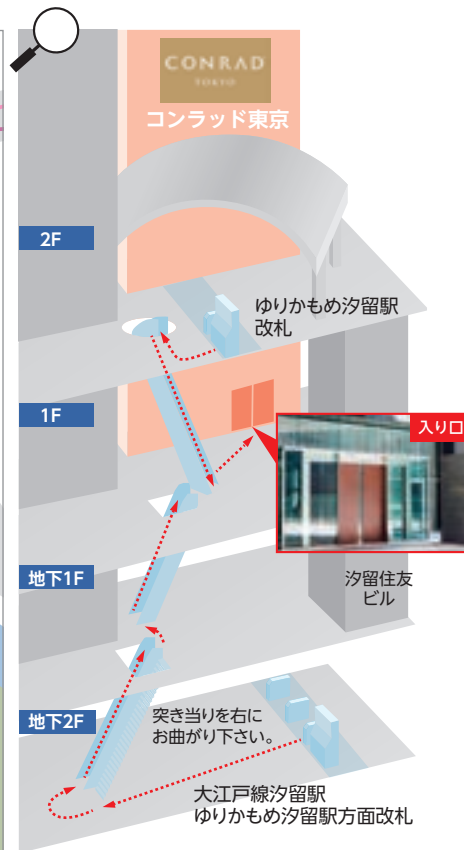 CONRAD
TOKYO
コンラッド東京
2F
ゆりかもめ汐留駅
改札
1F
入り口
地下1F
汐留住友
ビル
地下2F
突き当りを右に
お曲がり下さい。
大江戸線汐留駅
ゆりかもめ汐留駅方面改札